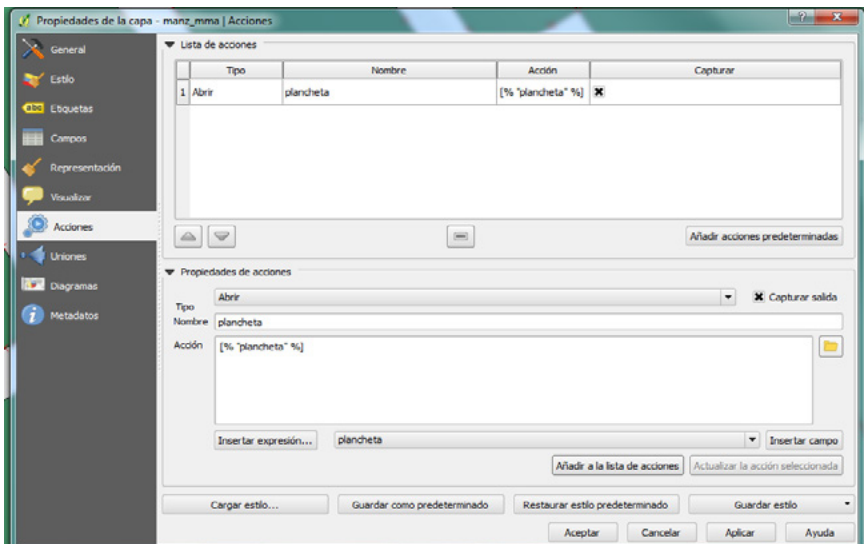 Propiedades de la capa - manz_mma | Acciones
General
Estilo
abc Etiquetas
Campos
Representación
Visualizar
Acciones
Uniones
Diagramas
Metadatos
Lista de acciones
Tipo Nombre Acción Capturar
1 Abrir plancheta [% "plancheta" %]
Añadir acciones predeterminadas
Propiedades de acciones
Tipo Abrir Capturar salida
Nombre plancheta
Acción [% "plancheta" %]
Insertar expresión... plancheta Insertar campo
Añadir a la lista de acciones Actualizar la acción seleccionada
Cargar estilo... Guardar como predeterminado Restaurar estilo predeterminado Guardar estilo
Aceptar Cancelar Aplicar Ayuda